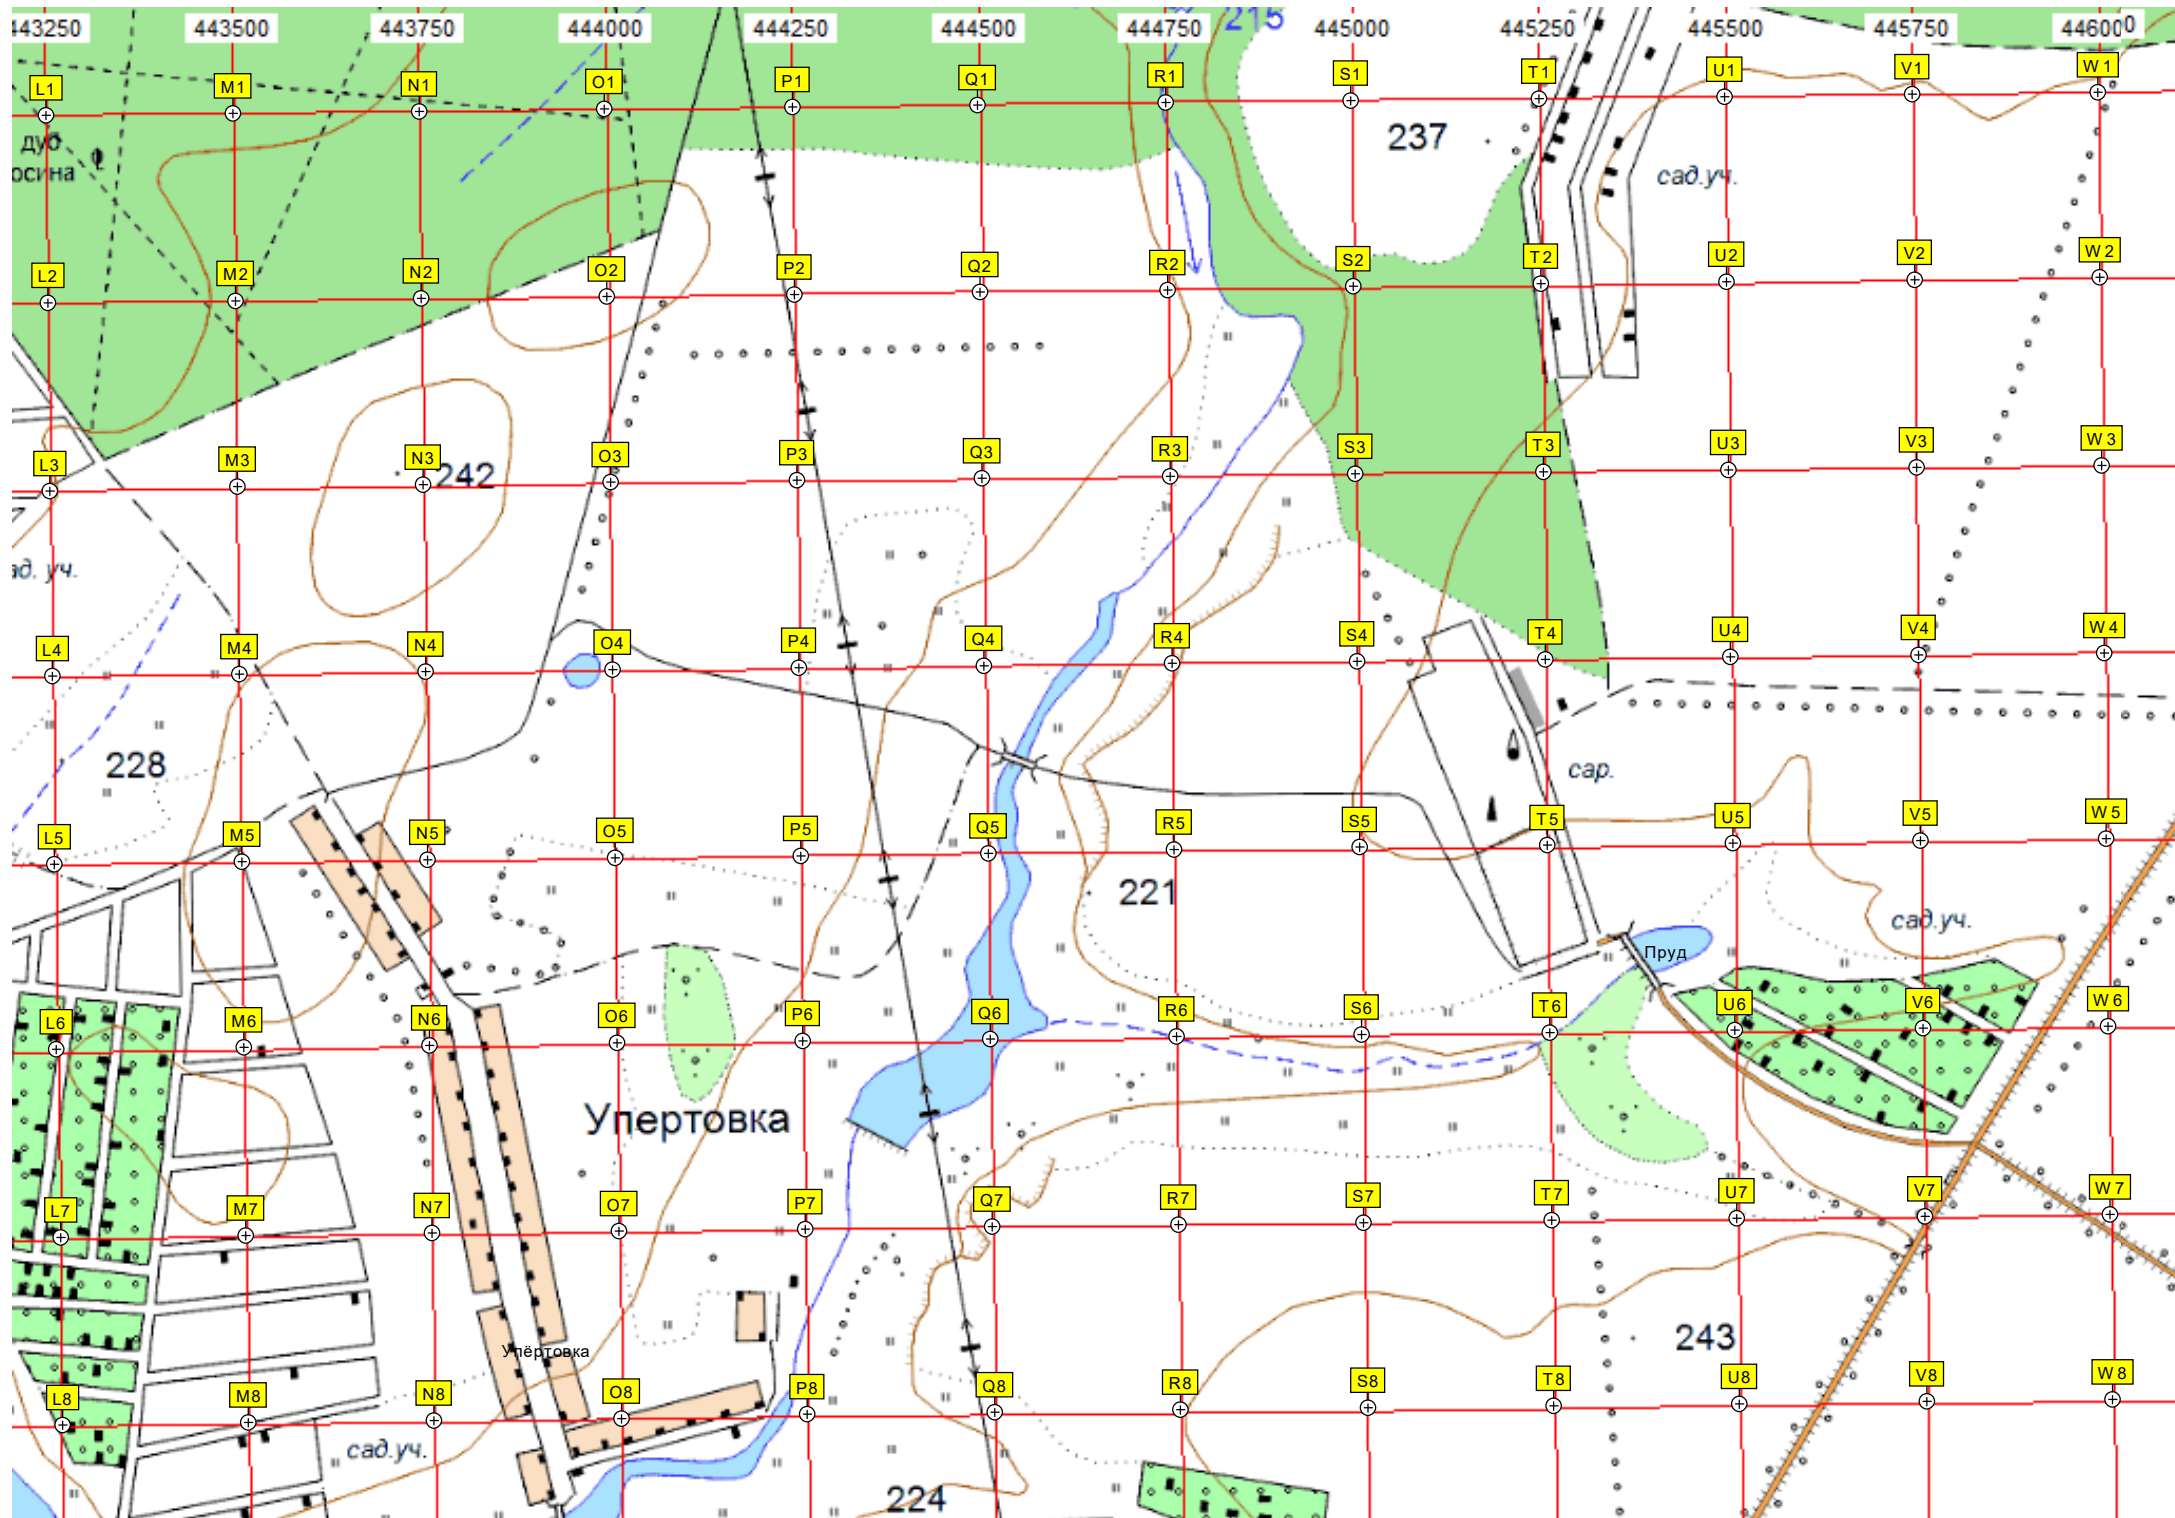 215
443250 443500 443750 444000 444250 444500 444750 445000 445250 445500 445750 446000
L1 M1 N1 O1 P1 Q1 R1 S1 T1 U1 V1 W1
дуб
осина
237
сад.уч.
L2 M2 N2 O2 P2 Q2 R2 S2 T2 U2 V2 W2
L3 M3 N3 O3 P3 Q3 R3 S3 T3 U3 V3 W3
242
ад. уч.
L4 M4 N4 O4 P4 Q4 R4 S4 T4 U4 V4 W4
228
сар.
L5 M5 N5 O5 P5 Q5 R5 S5 T5 U5 V5 W5
221
сад.уч.
Пруд
L6 M6 N6 O6 P6 Q6 R6 S6 T6 U6 V6 W6
Упертовка
L7 M7 N7 O7 P7 Q7 R7 S7 T7 U7 V7 W7
243
Упёртовка
L8 M8 N8 O8 P8 Q8 R8 S8 T8 U8 V8 W8
сад.уч.
224